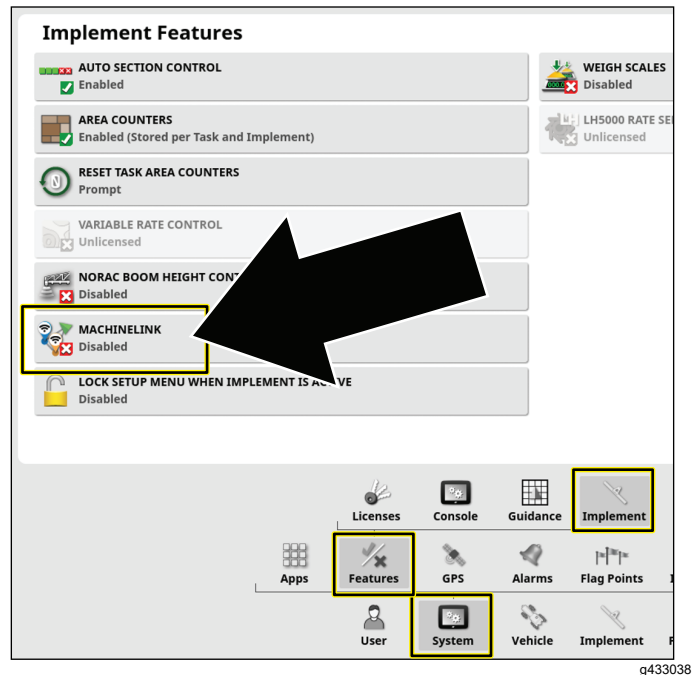 Implement Features
AUTO SECTION CONTROL
Enabled
AREA COUNTERS
Enabled (Stored per Task and Implement)
RESET TASK AREA COUNTERS
Prompt
VARIABLE RATE CONTROL
Unlicensed
NORAC BOOM HEIGHT CONT
Disabled
MACHINELINK
Disabled
LOCK SETUP MENU WHEN IMPLEMENT IS AC VE
Disabled
WEIGH SCALES
Disabled
LH5000 RATE SE
Unlicensed
Licenses Console Guidance Implement
Apps Features GPS Alarms Flag Points
User System Vehicle Implement
g433038